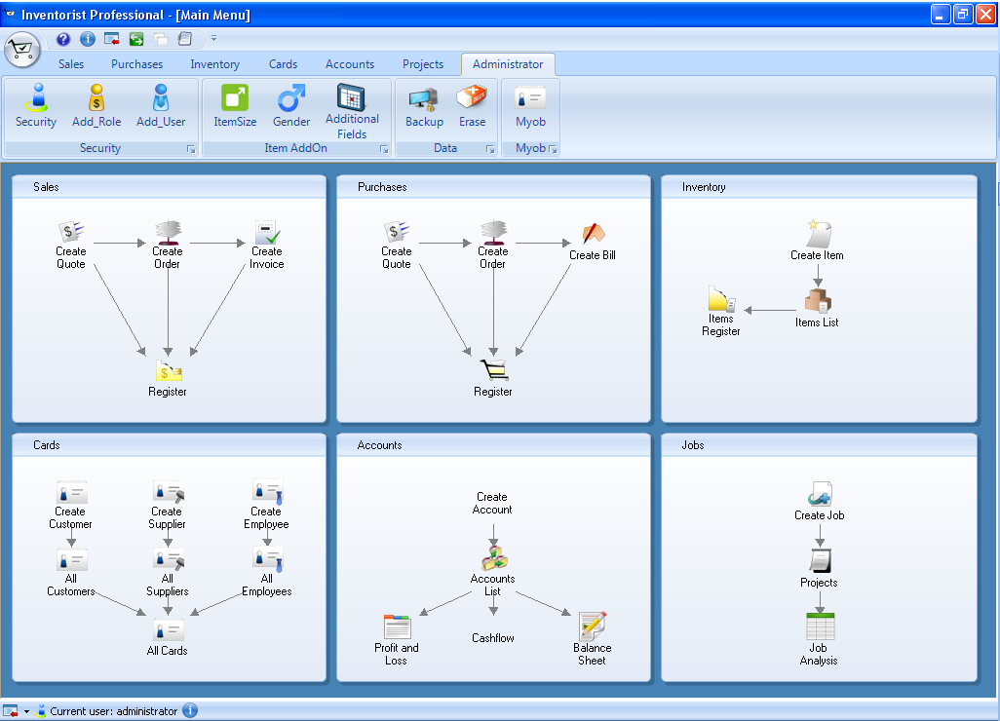 Inventorist Professional - [Main Menu]
Sales Purchases Inventory Cards Accounts Projects Administrator
Security Add_Role Add_User ItemSize Gender Additional Fields Backup Erase Myob
Security Item AddOn Data Myob
Sales
Create Quote
Create Order
Create Invoice
Register
Purchases
Create Quote
Create Order
Create Bill
Register
Inventory
Create Item
Items List
Items Register
Cards
Create Customer
Create Supplier
Create Employee
All Customers
All Suppliers
All Employees
All Cards
Accounts
Create Account
Accounts List
Profit and Loss
Cashflow
Balance Sheet
Jobs
Create Job
Projects
Job Analysis
Current user: administrator